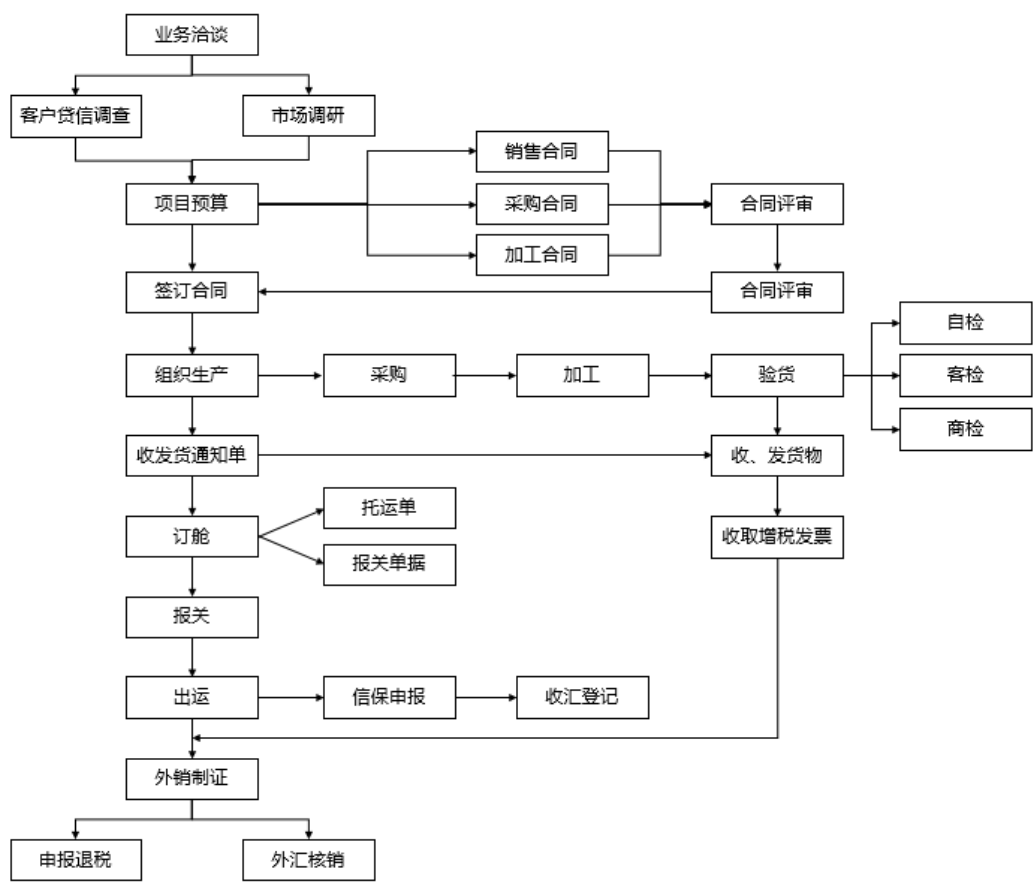 业务洽谈
客户贷信调查
市场调研
销售合同
项目预算
采购合同
合同评审
加工合同
签订合同
合同评审
自检
组织生产
采购
加工
验货
客检
商检
收发货通知单
收、发货物
托运单
订舱
收取增税发票
报关单据
报关
出运
信保申报
收汇登记
外销制证
申报退税
外汇核销